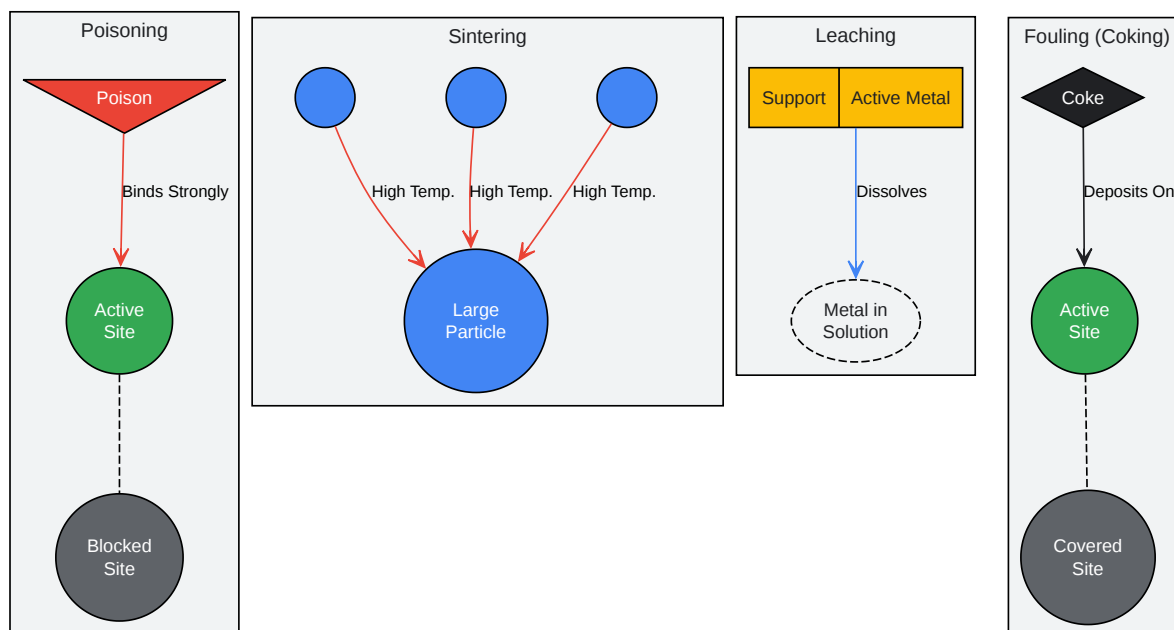 Poisoning
Poison
Binds Strongly
Active
Site
Blocked
Site
Sintering
High Temp.
High Temp.
High Temp.
Large
Particle
Leaching
Support
Active Metal
Dissolves
Metal in
Solution
Fouling (Coking)
Coke
Deposits On
Active
Site
Covered
Site